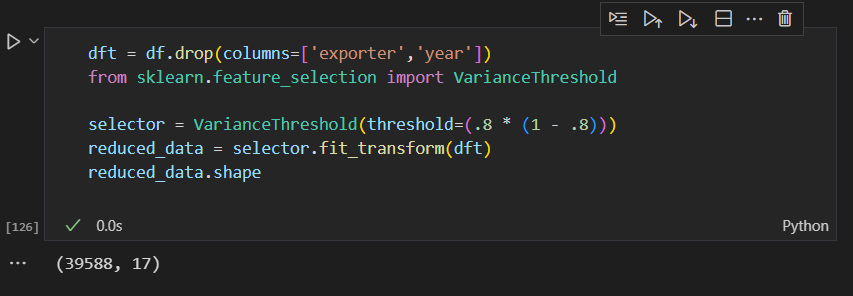 dft = df.drop(columns=['exporter','year'])
from sklearn.feature_selection import VarianceThreshold
selector = VarianceThreshold(threshold=(.8 * (1 - .8)))
reduced_data = selector.fit_transform(dft)
reduced_data.shape
[126] 0.0s Python
(39588, 17)